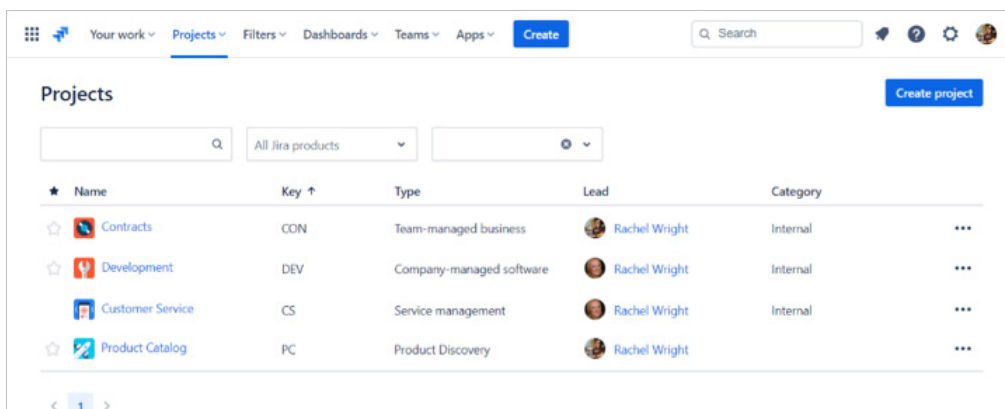 Your work Projects Filters Dashboards Teams Apps Create Search
Projects Create project
All Jira products
Name Key ↑ Type Lead Category
Contracts CON Team-managed business Rachel Wright Internal
Development DEV Company-managed software Rachel Wright Internal
Customer Service CS Service management Rachel Wright Internal
Product Catalog PC Product Discovery Rachel Wright
1